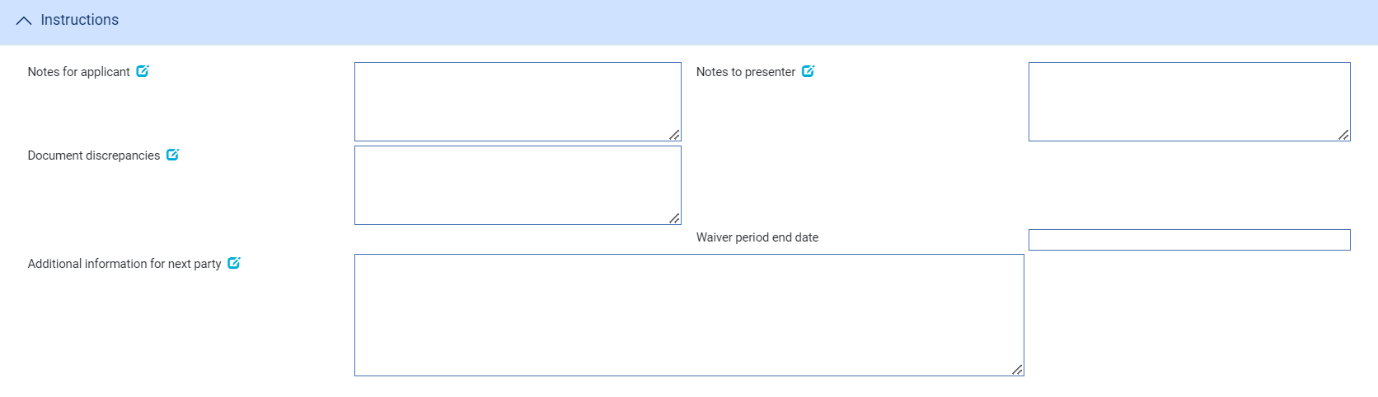 Instructions
Notes for applicant
Notes to presenter
Document discrepancies
Waiver period end date
Additional information for next party